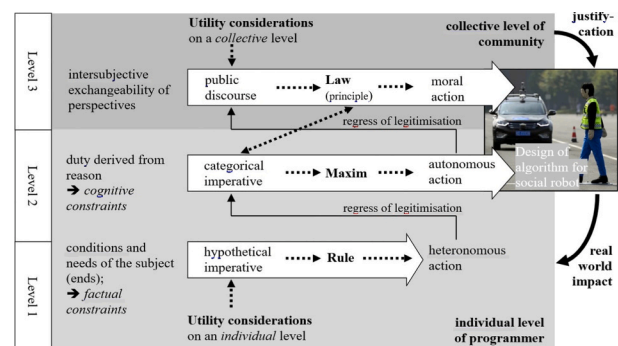 Utility considerations
on a collective level
collective level of
community
justify-
cation
Level 3
intersubjective
exchangeability of
perspectives
public
discourse
Law
(principle)
moral
action
regress of legitimisation
Level 2
duty derived from
reason
➔ cognitive
constraints
categorical
imperative
Maxim
autonomous
action
Design of
algorithm for
social robot
regress of legitimisation
Level 1
conditions and
needs of the subject
(ends);
➔ factual
constraints
hypothetical
imperative
Rule
heteronomous
action
real
world
impact
Utility considerations
on an individual level
individual level
of programmer